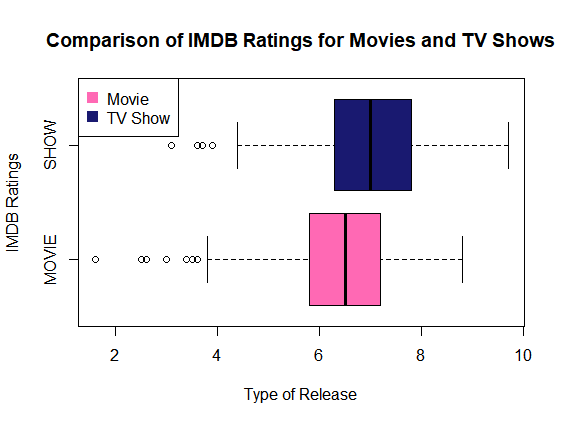 Comparison of IMDB Ratings for Movies and TV Shows
Movie
TV Show
SHOW
MOVIE
IMDB Ratings
2 4 6 8 10
Type of Release